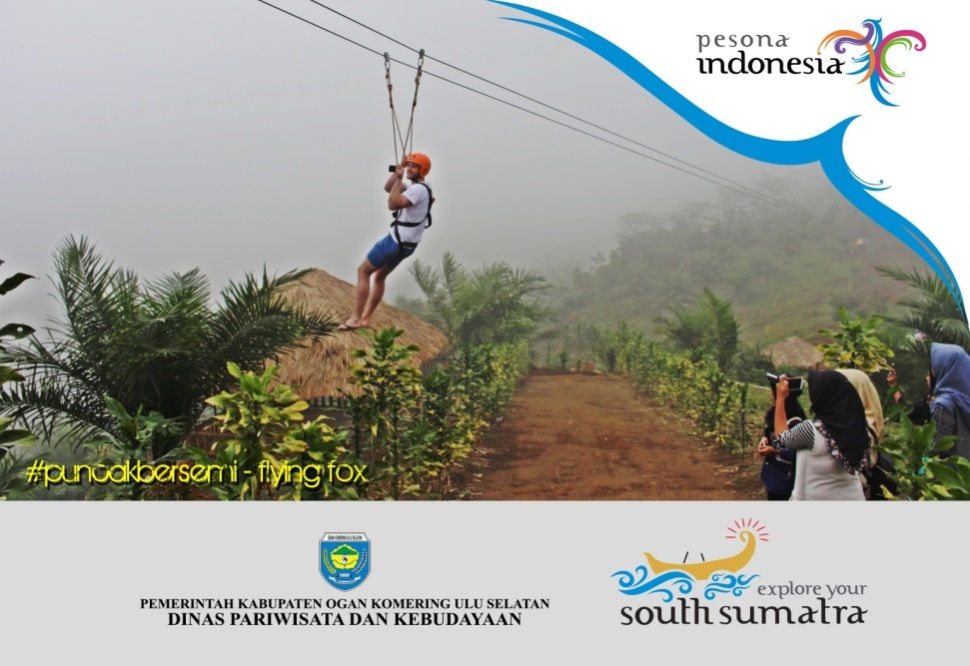 pesona
indonesia
#puncakbersemi - flying fox
PEMERINTAH KABUPATEN OGAN KOMERING ULU SELATAN
DINAS PARIWISATA DAN KEBUDAYAAN
explore your
south sumatra